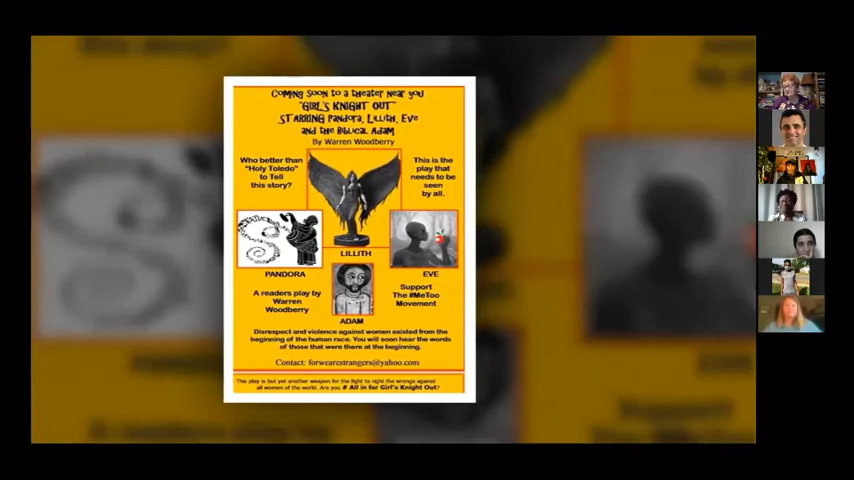 Coming soon to a theater near you
"GIRL'S KNIGHT OUT"
STARRING Pandora, Lilith, Eve
and the Biblical Adam
By Warren Woodberry
Who better than
"Holy Toledo"
to Tell
this story?
This is the
play that
needs to be
seen
by all.
LILLITH
PANDORA
EVE
A readers play by
Warren
Woodberry
Support
The #MeToo
Movement
ADAM
Disrespect and violence against women existed from the
beginning of the human race. You will soon hear the words
of those that were there at the beginning.
Contact: forwearestrangers@yahoo.com
This play is but yet another weapon for the fight to right the wrongs against
all women of the world. Are you # All in for Girl's Knight Out?